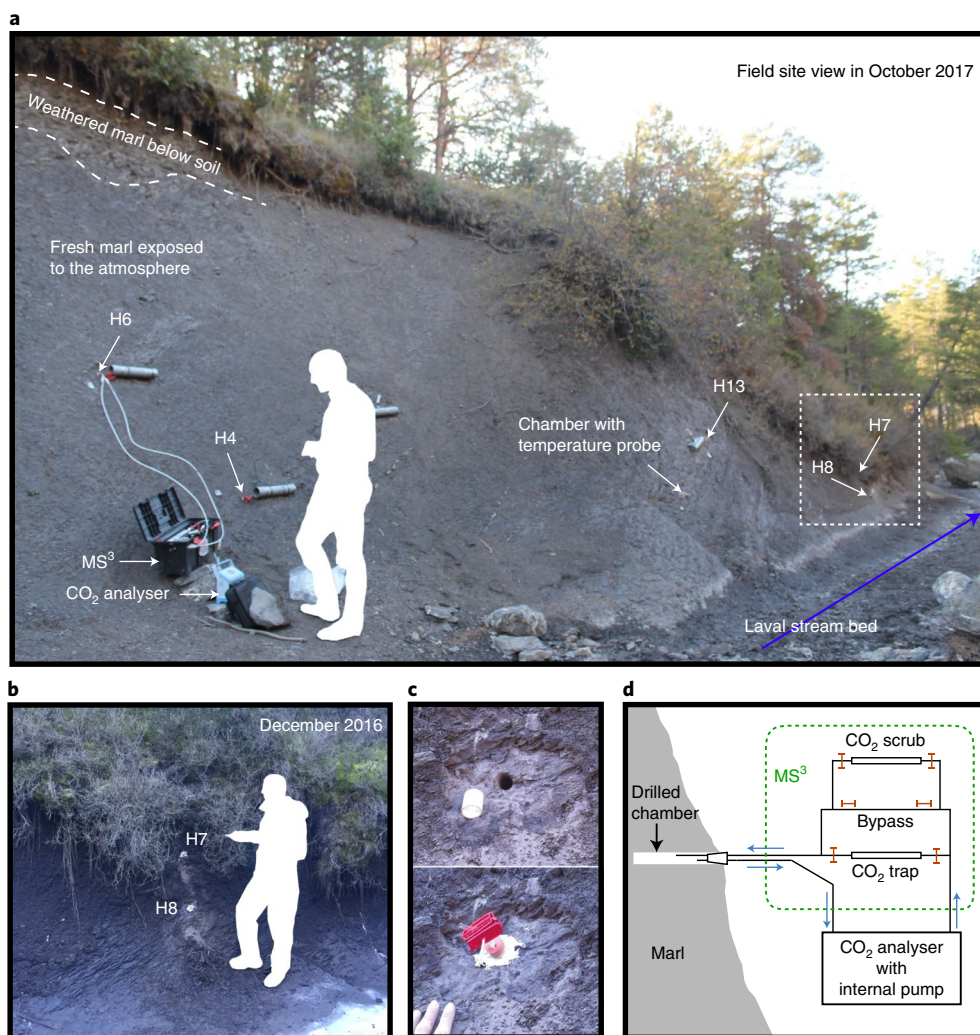 a
Field site view in October 2017
Weathered marl below soil
Fresh marl exposed
to the atmosphere
H6
H13
Chamber with
temperature probe
H7
H4
H8
MS³
CO₂ analyser
Laval stream bed
b
December 2016
H7
H8
c
d
CO₂ scrub
MS³
Drilled
chamber
Bypass
CO₂ trap
Marl
CO₂ analyser
with
internal pump